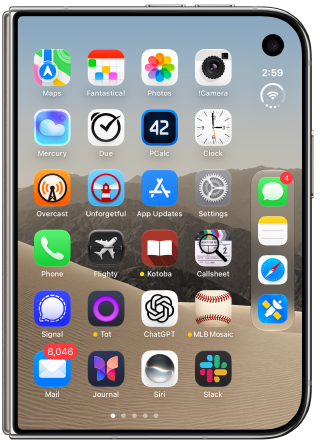 2:59
Maps Fantastical Photos !Camera
42
Mercury Due PCalc Clock
4
Overcast Unforgetful App Updates Settings
Phone Flighty Kotoba Callsheet
Signal Tot ChatGPT MLB Mosaic
8,046
Mail Journal Siri Slack